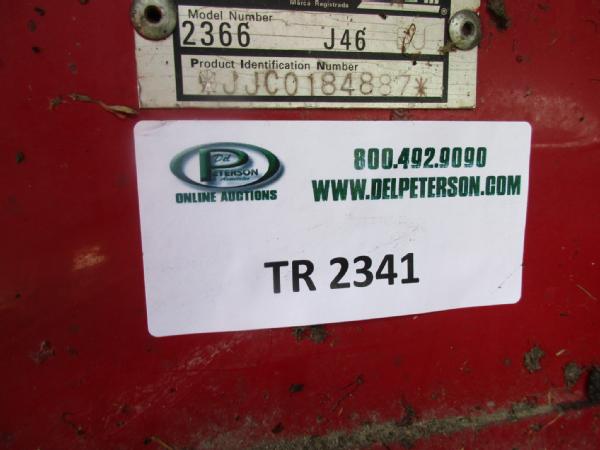 Marca Registrada
Model Number
2366 J46
Product Identification Number
*JJC0184887*
Del
PETERSON
ONLINE AUCTIONS
800.492.9090
WWW.DELPETERSON.COM
TR 2341